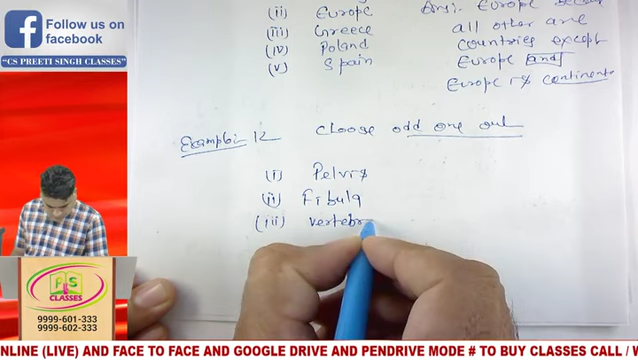 Follow us on
facebook
"CS PREETI SINGH CLASSES"
(ii) Europe
(iii) Greece
(iv) Poland
(v) Spain
all other are
countries except
Europe and
Europe is continents
Example: 12 Choose odd one out
(i) Pelvis
(ii) Fibula
(iii) Vertebr
PS
CLASSES
9999-601-333
9999-602-333
NLINE (LIVE) AND FACE TO FACE AND GOOGLE DRIVE AND PENDRIVE MODE # TO BUY CLASSES CALL /